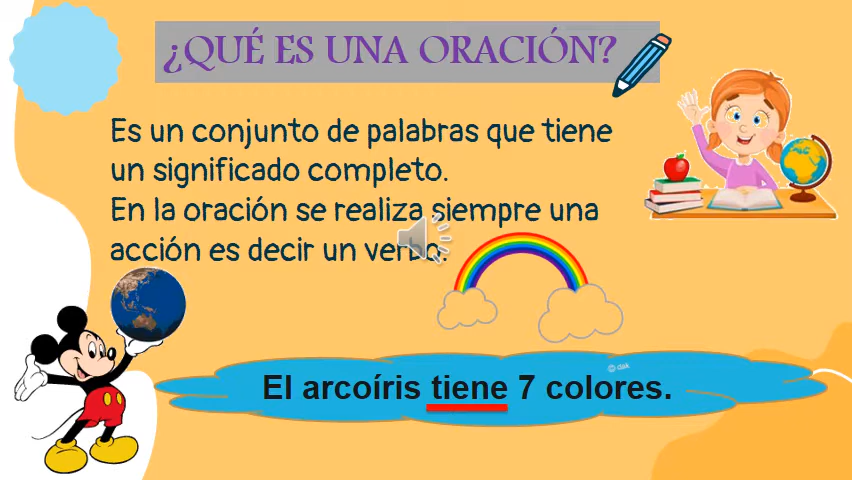 ¿QUÉ ES UNA ORACIÓN?
Es un conjunto de palabras que tiene
un significado completo.
En la oración se realiza siempre una
acción es decir un verbo.
© dak
El arcoíris tiene 7 colores.